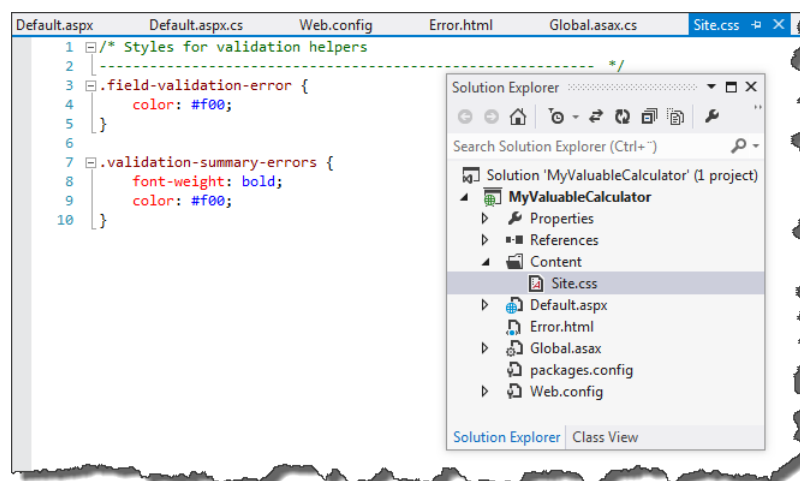 Default.aspx Default.aspx.cs Web.config Error.html Global.asax.cs Site.css
1 /* Styles for validation helpers
2 ----------------------------------------------------------- */
3 .field-validation-error {
4 color: #f00;
5 }
6
7 .validation-summary-errors {
8 font-weight: bold;
9 color: #f00;
10 }
Solution Explorer
Search Solution Explorer (Ctrl+¨)
Solution 'MyValuableCalculator' (1 project)
MyValuableCalculator
Properties
References
Content
Site.css
Default.aspx
Error.html
Global.asax
packages.config
Web.config
Solution Explorer Class View